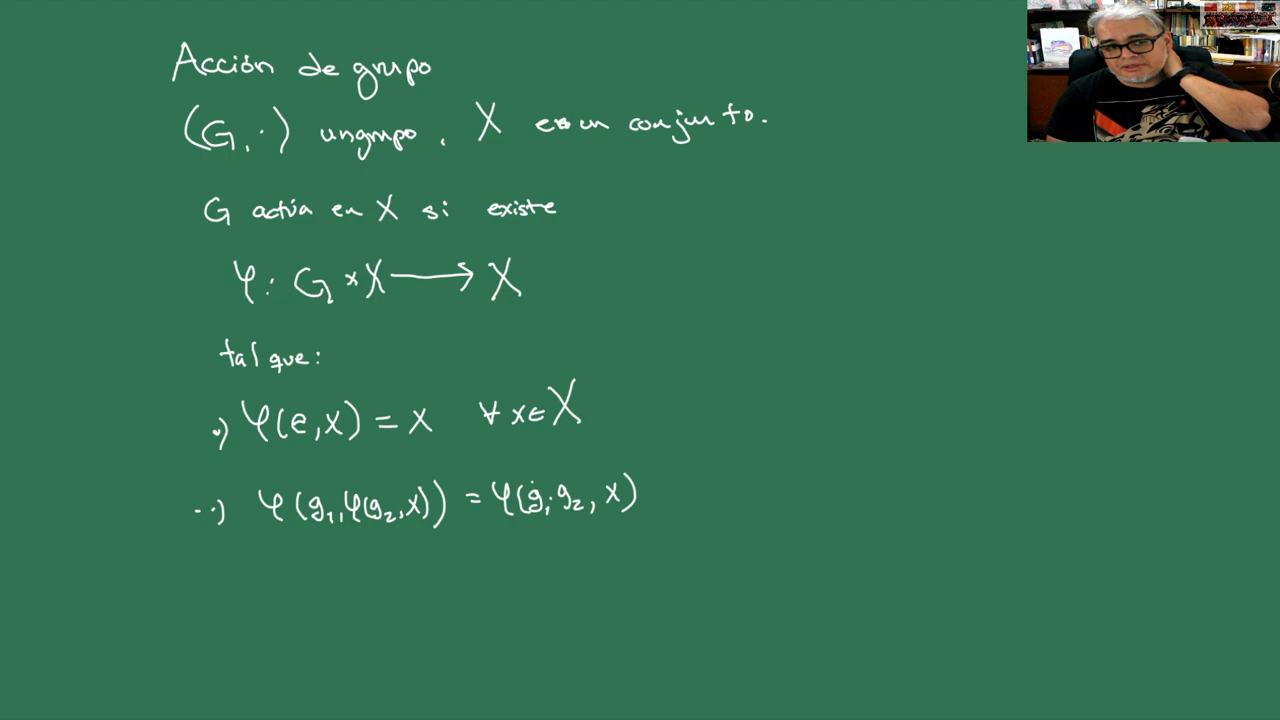 Acción de grupo
(G, ·) un grupo, X es un conjunto.
G actúa en X si existe
φ: G × X ⟶ X
tal que:
·) φ(e, x) = x ∀ x ∈ X
··) φ(g₁, φ(g₂, x)) = φ(g₁·g₂, x)